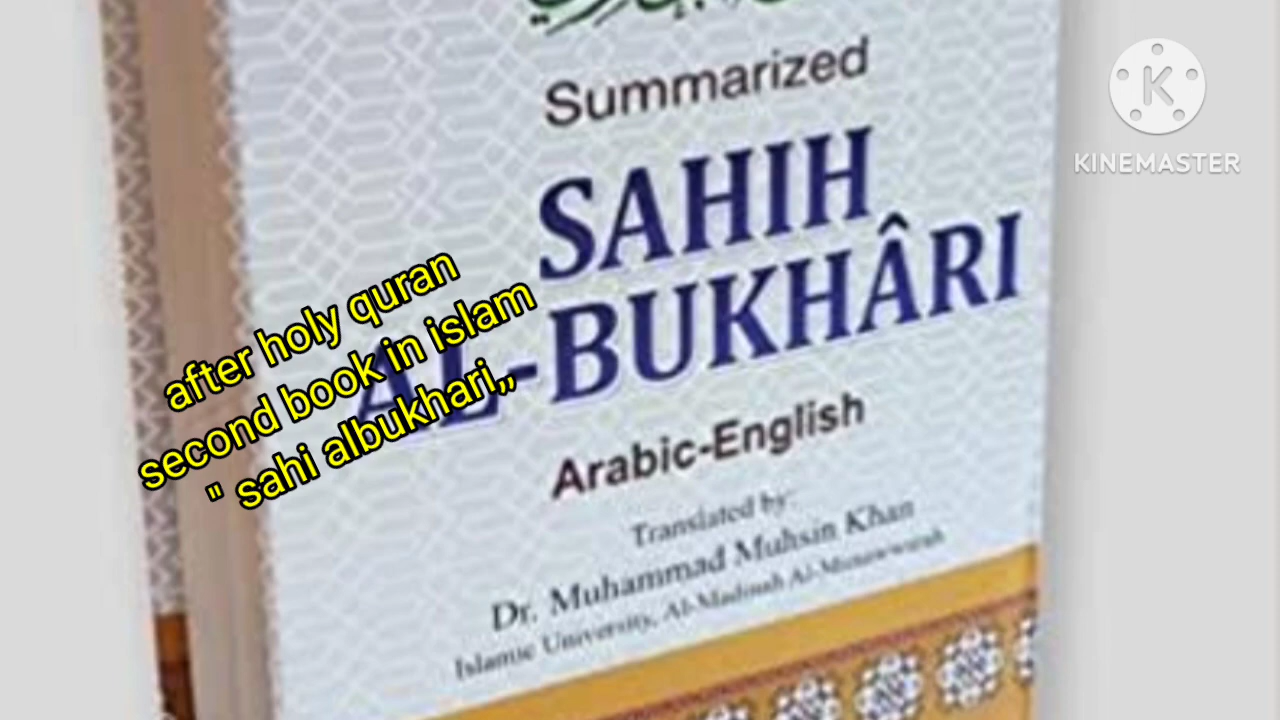 Summarized
SAHIH
AL-BUKHÂRI
Arabic-English
Translated by:
Dr. Muhammad Muhsin Khan
Islamic University, Al-Madinah Al-Munawwarah
after holy quran
second book in islam
" sahi albukhari,,
K
KINEMASTER